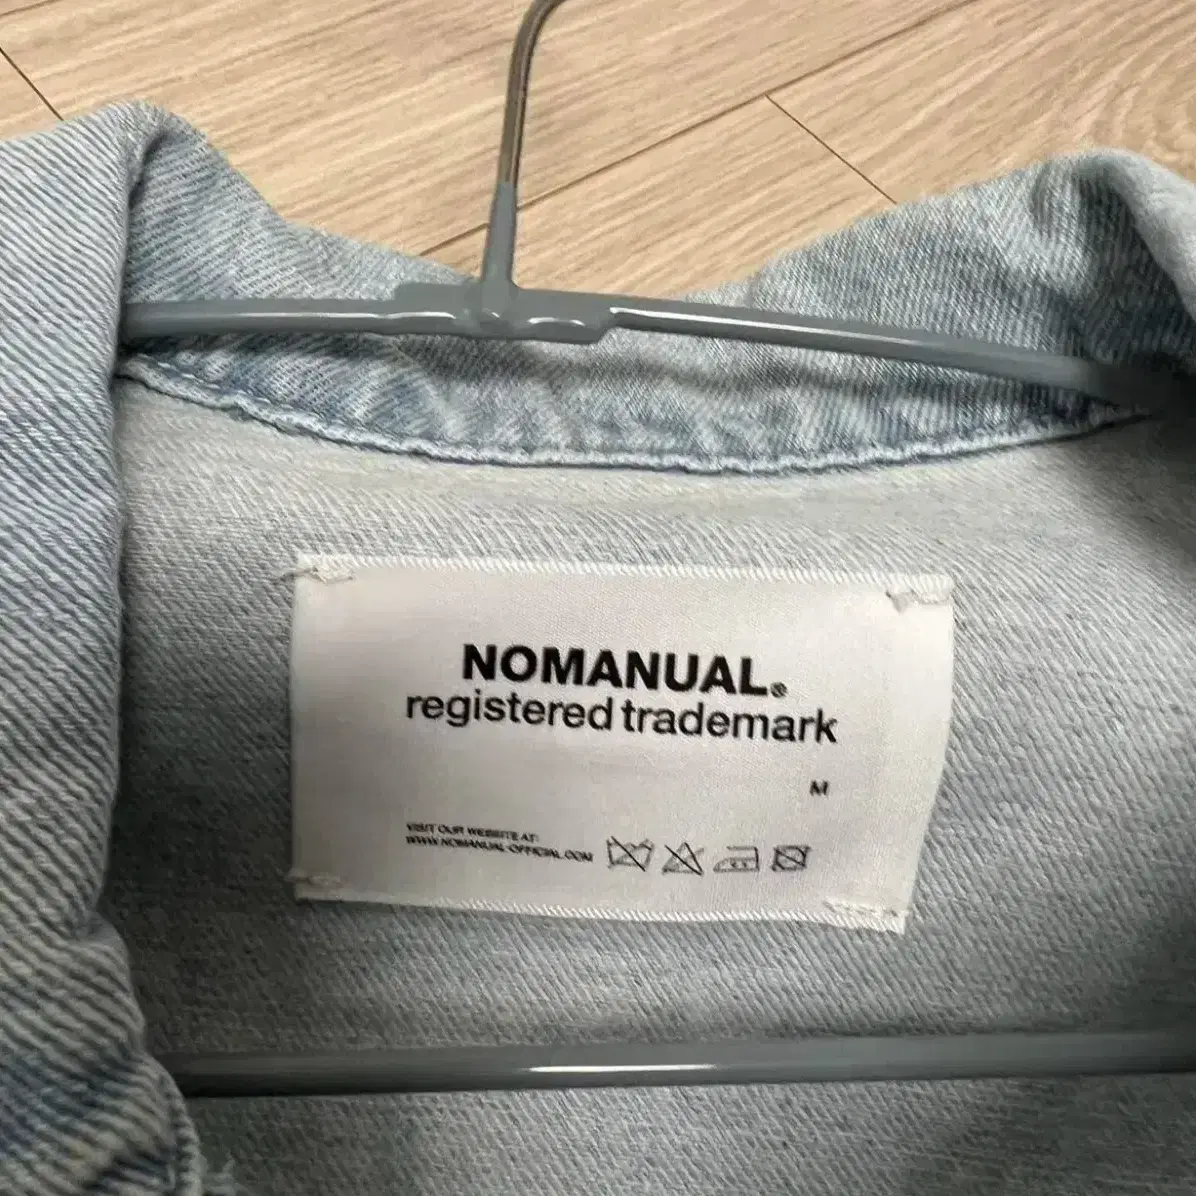 NOMANUAL®
registered trademark
M
VISIT OUR WEBSITE AT:
WWW.NOMANUAL-OFFICIAL.COM